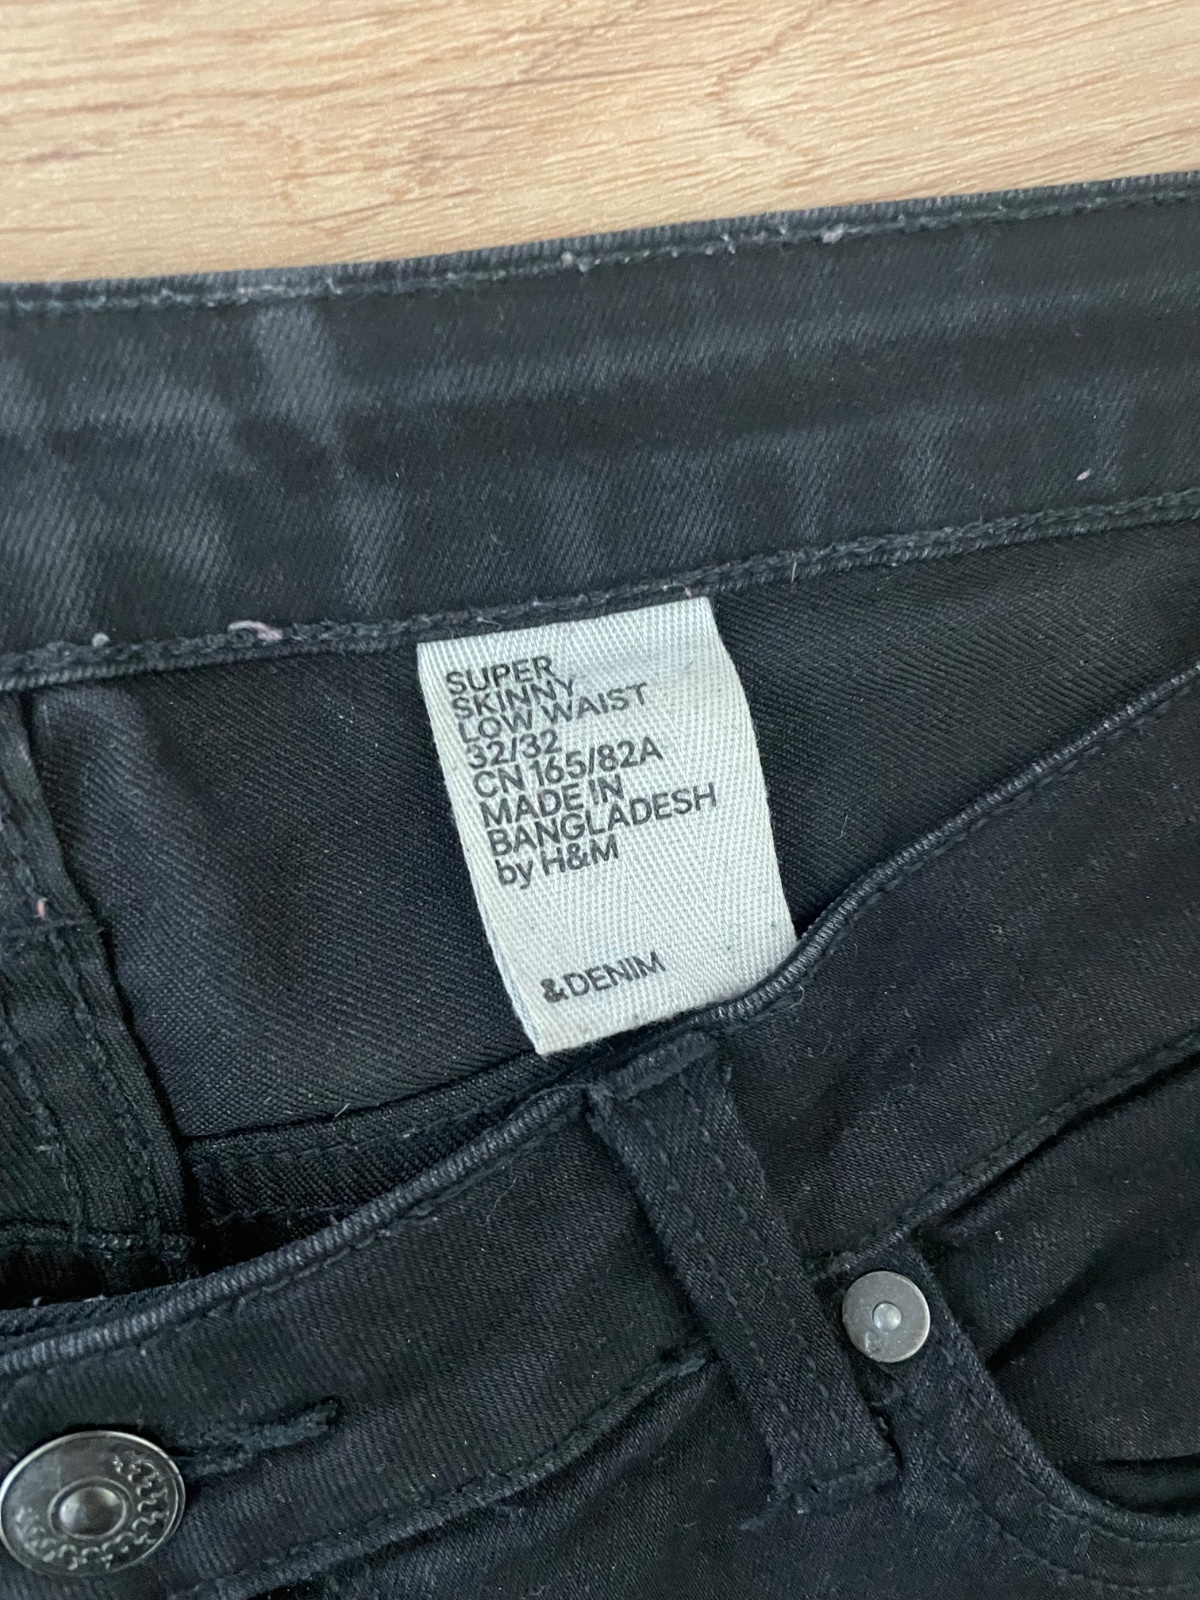 SUPER
SKINNY
LOW WAIST
32/32
CN 165/82A
MADE IN
BANGLADESH
by H&M
&DENIM